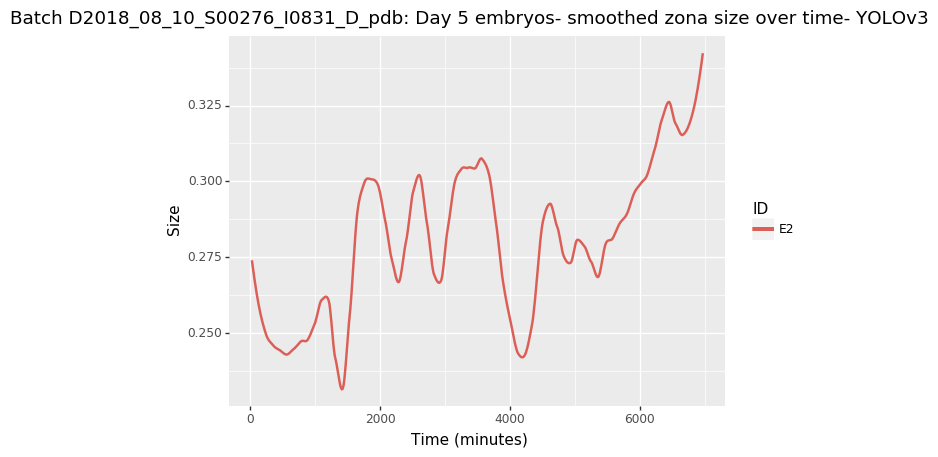 Batch D2018_08_10_S00276_I0831_D_pdb: Day 5 embryos- smoothed zona size over time- YOLOv3
0.325
0.300
0.275
0.250
Size
0
2000
4000
6000
Time (minutes)
ID
E2